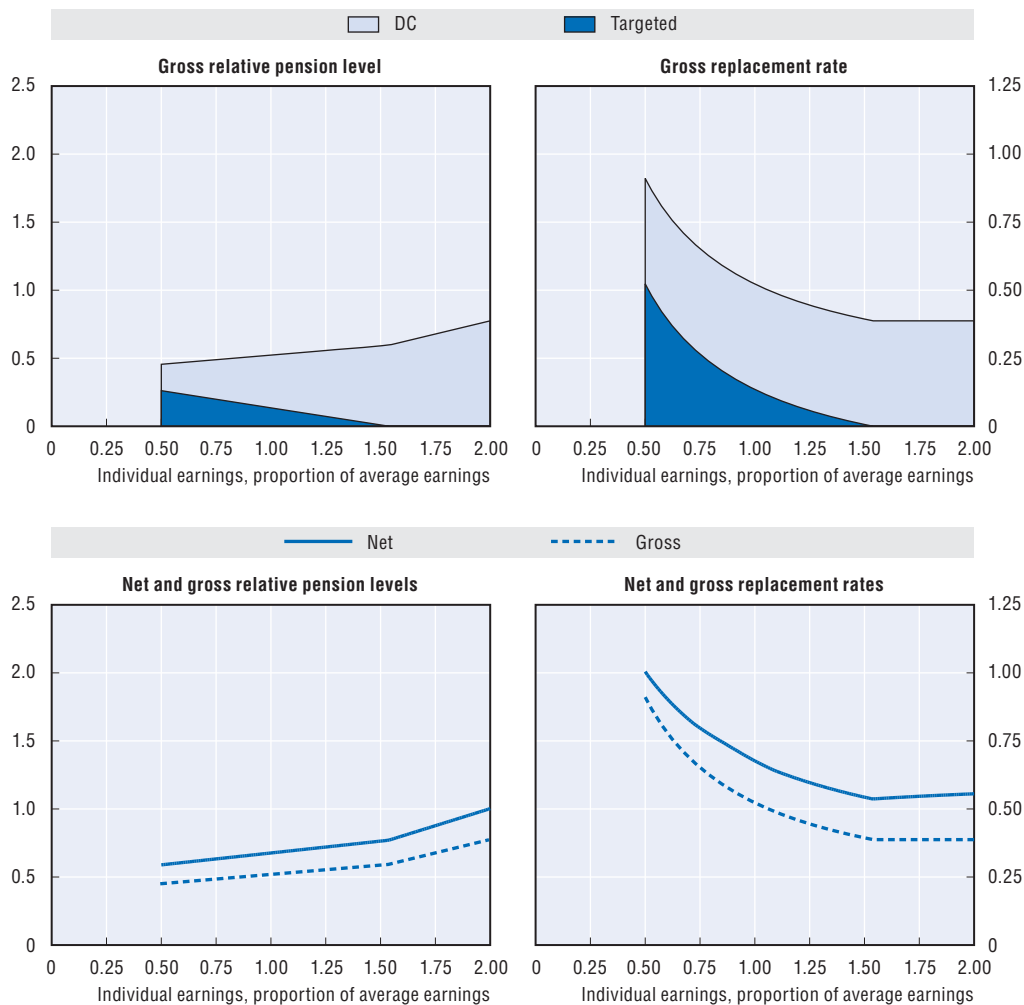 DC Targeted
Gross relative pension level
2.5
2.0
1.5
1.0
0.5
0
0 0.25 0.50 0.75 1.00 1.25 1.50 1.75 2.00
Individual earnings, proportion of average earnings
Gross replacement rate
1.25
1.00
0.75
0.50
0.25
0
0 0.25 0.50 0.75 1.00 1.25 1.50 1.75 2.00
Individual earnings, proportion of average earnings
Net Gross
Net and gross relative pension levels
2.5
2.0
1.5
1.0
0.5
0
0 0.25 0.50 0.75 1.00 1.25 1.50 1.75 2.00
Individual earnings, proportion of average earnings
Net and gross replacement rates
1.25
1.00
0.75
0.50
0.25
0
0 0.25 0.50 0.75 1.00 1.25 1.50 1.75 2.00
Individual earnings, proportion of average earnings